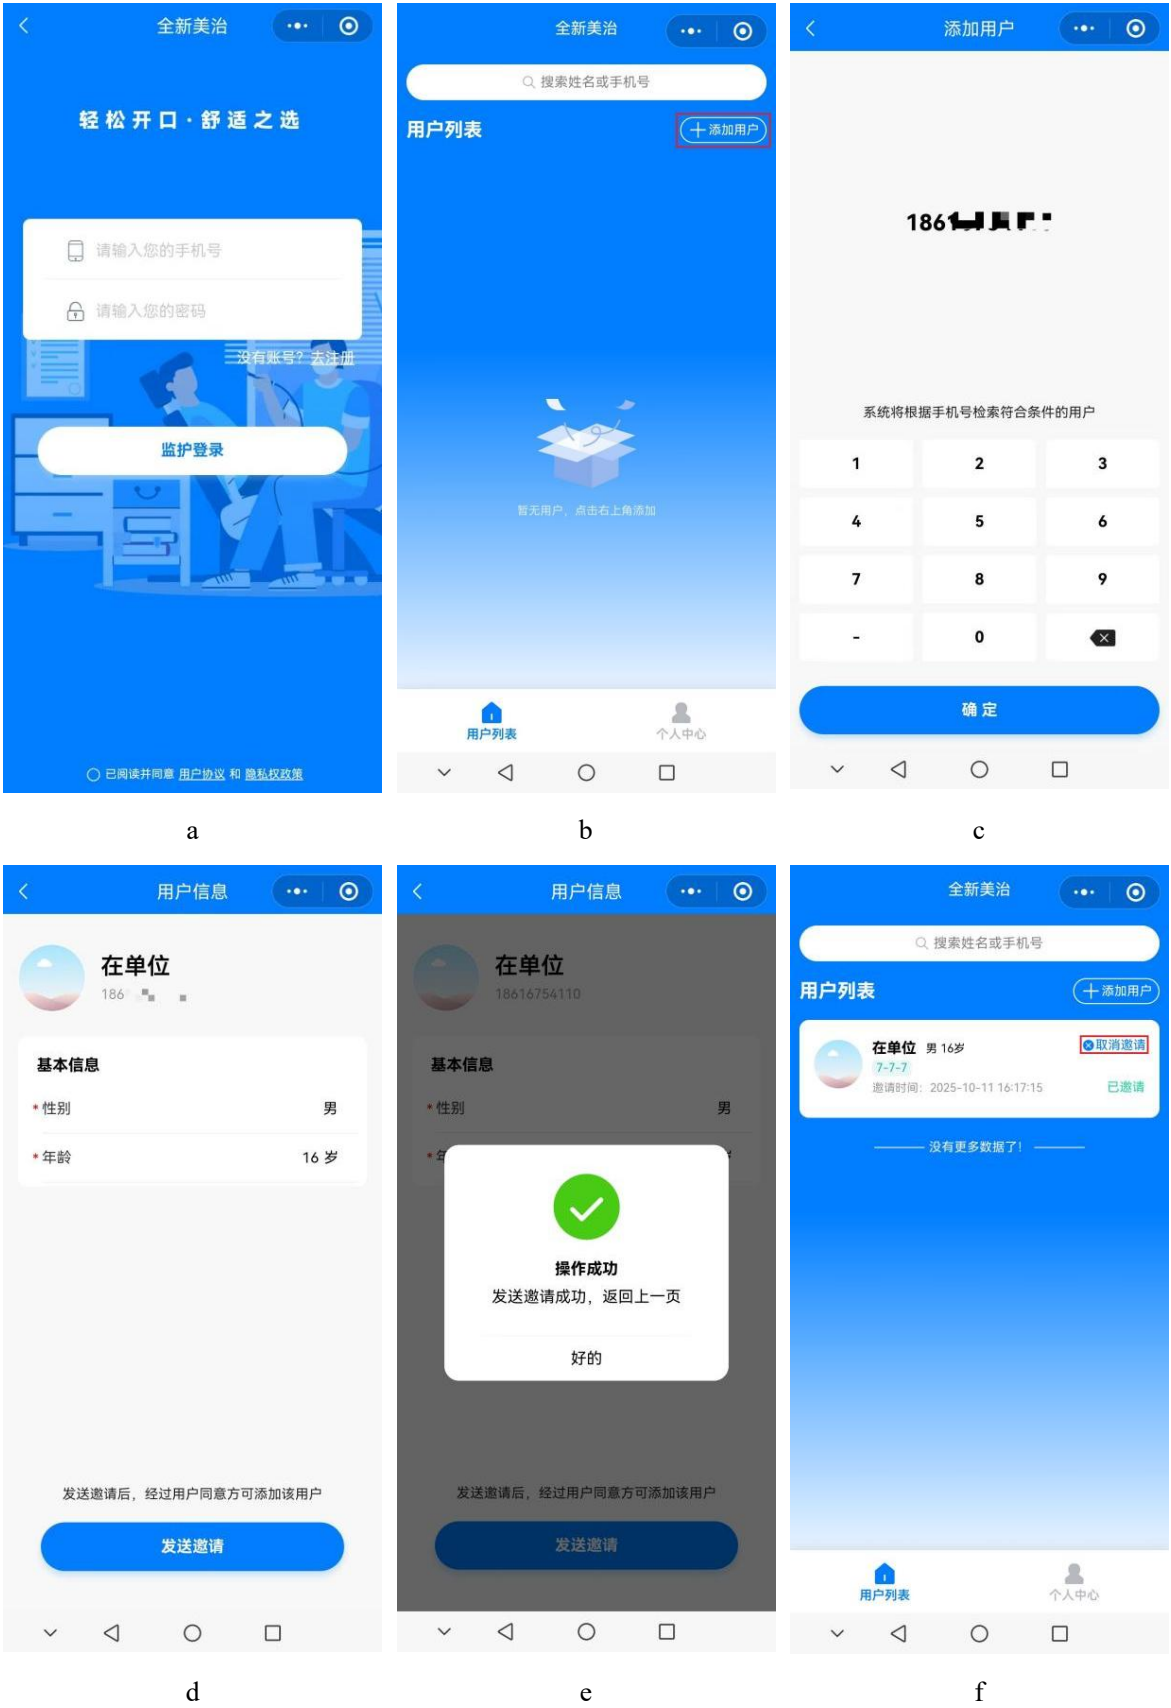 全新美治
轻松开口·舒适之选
请输入您的手机号
请输入您的密码
没有账号？去注册
监护登录
已阅读并同意 用户协议 和 隐私权政策
a
全新美治
搜索姓名或手机号
用户列表
添加用户
暂无用户，点击右上角添加
用户列表
个人中心
b
添加用户
186
系统将根据手机号检索符合条件的用户
1 2 3
4 5 6
7 8 9
- 0
确定
c
用户信息
在单位
186
基本信息
*性别 男
*年龄 16 岁
发送邀请后，经过用户同意方可添加该用户
发送邀请
d
用户信息
在单位
18616754110
基本信息
*性别 男
操作成功
发送邀请成功，返回上一页
好的
发送邀请后，经过用户同意方可添加该用户
发送邀请
e
全新美治
搜索姓名或手机号
用户列表
添加用户
在单位 男 16岁
取消邀请
7-7-7
邀请时间：2025-10-11 16:17:15
已邀请
没有更多数据了！
用户列表
个人中心
f